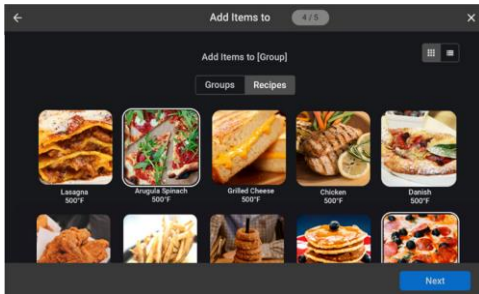 Add Items to 4 / 5
Add Items to [Group]
Groups Recipes
Lasagna Arugula Spinach Grilled Cheese Chicken Danish
500°F 500°F 500°F 500°F 500°F
Next